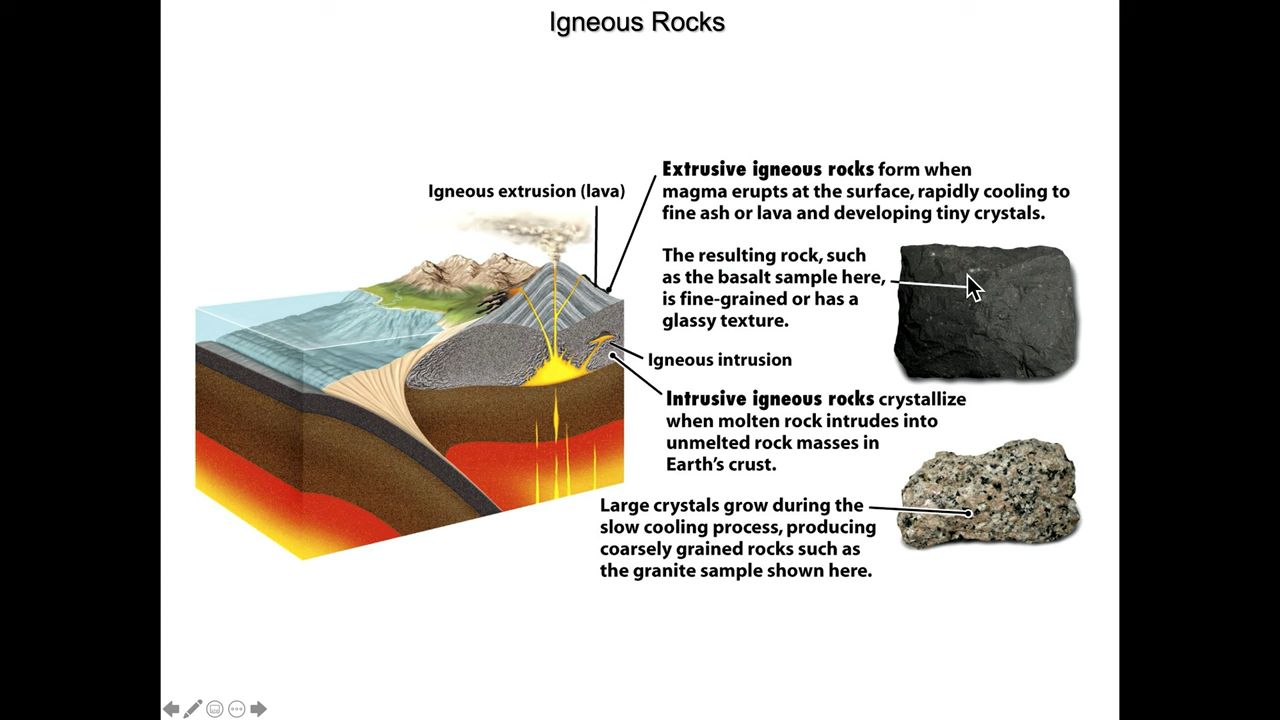 Igneous Rocks
Igneous extrusion (lava)
Extrusive igneous rocks form when
magma erupts at the surface, rapidly cooling to
fine ash or lava and developing tiny crystals.
The resulting rock, such
as the basalt sample here,
is fine-grained or has a
glassy texture.
Igneous intrusion
Intrusive igneous rocks crystallize
when molten rock intrudes into
unmelted rock masses in
Earth's crust.
Large crystals grow during the
slow cooling process, producing
coarsely grained rocks such as
the granite sample shown here.